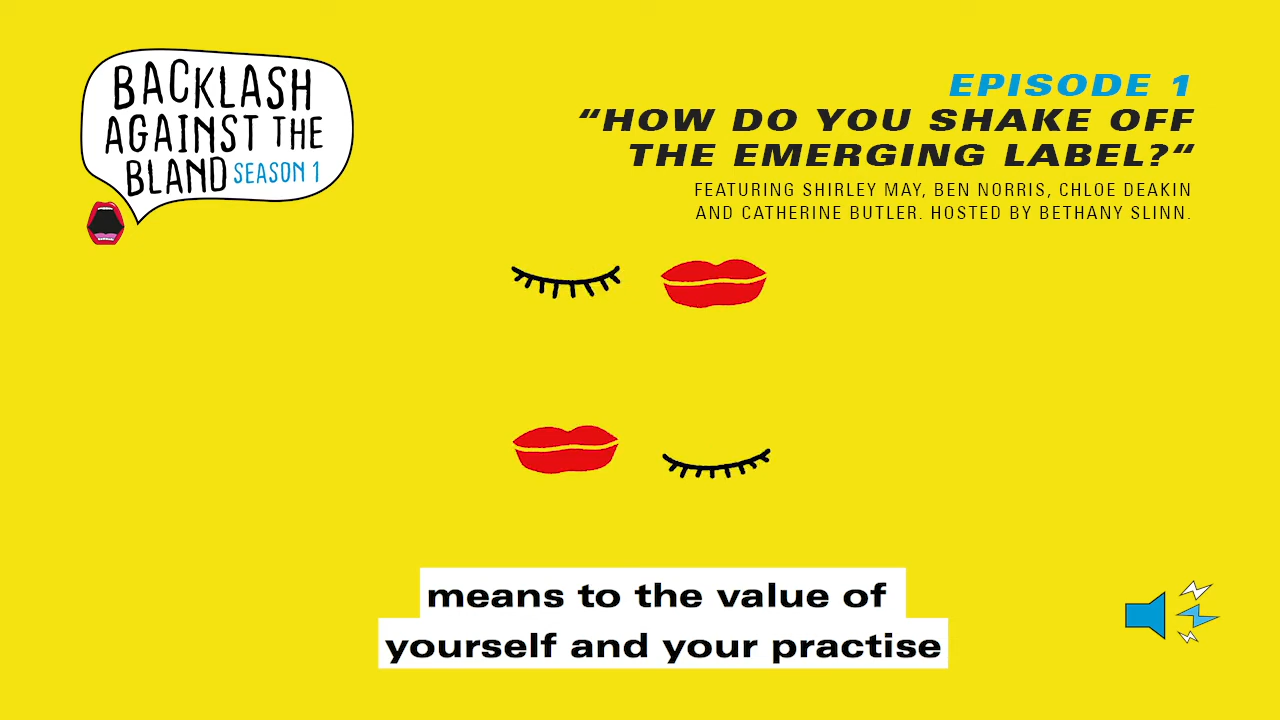 BACKLASH
AGAINST THE
BLAND SEASON 1
EPISODE 1
“HOW DO YOU SHAKE OFF
THE EMERGING LABEL?“
FEATURING SHIRLEY MAY, BEN NORRIS, CHLOE DEAKIN
AND CATHERINE BUTLER. HOSTED BY BETHANY SLINN.
means to the value of
yourself and your practise